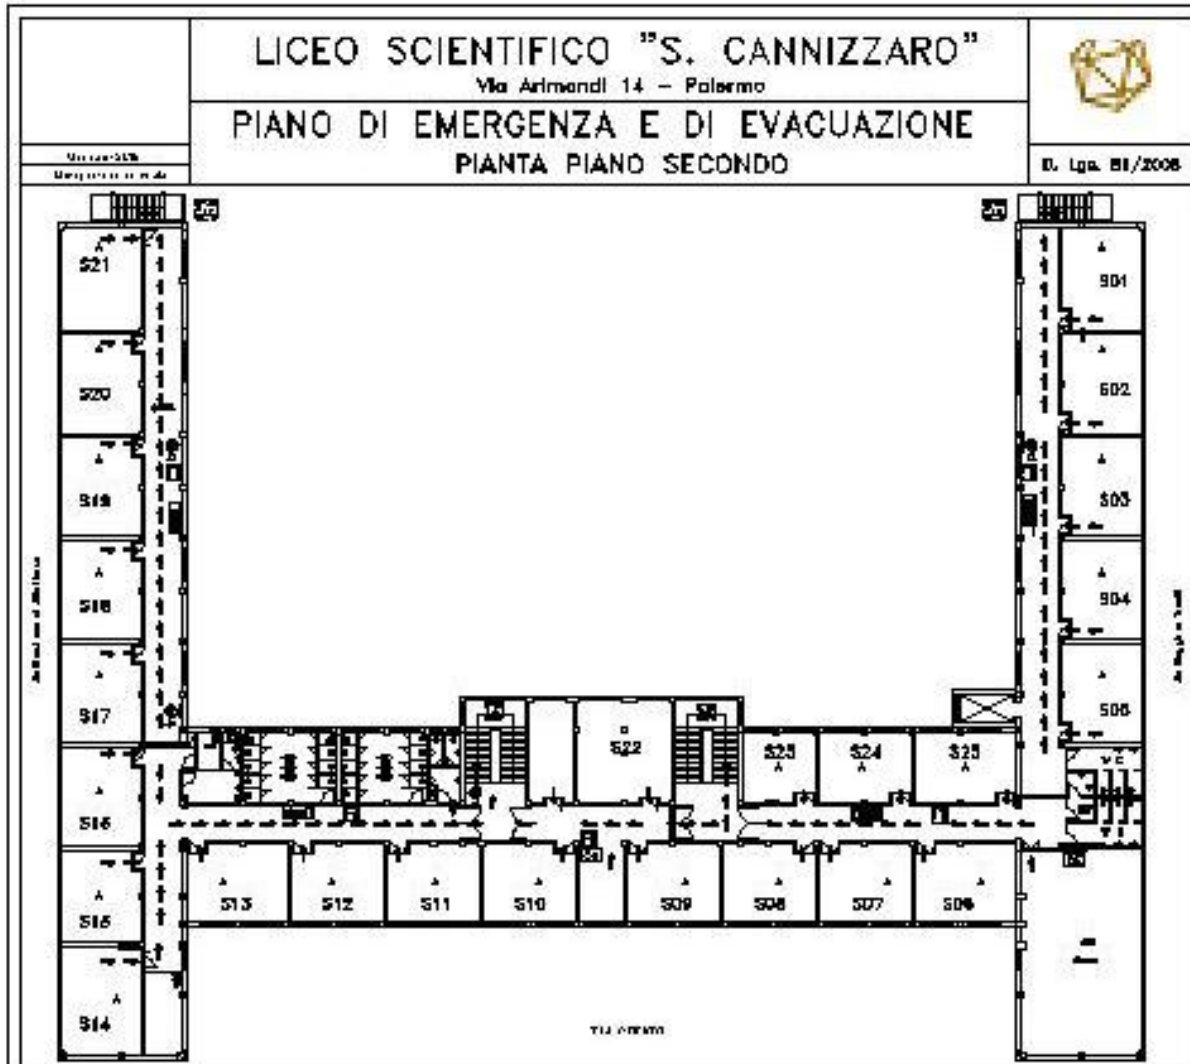 LICEO SCIENTIFICO "S. CANNIZZARO"
Via Arimondi 14 - Palermo
PIANO DI EMERGENZA E DI EVACUAZIONE
PIANTA PIANO SECONDO
D. Lgs. 81/2008
S21
S01
S20
S02
S19
S03
S18
S04
S17
S05
S22
S23
S24
S25
S16
S15
S13
S12
S11
S10
S09
S08
S07
S06
S14